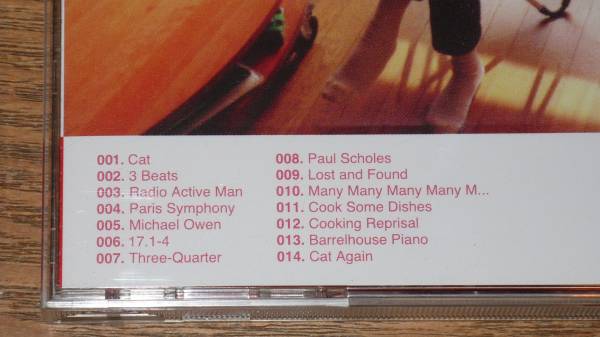 001. Cat
002. 3 Beats
003. Radio Active Man
004. Paris Symphony
005. Michael Owen
006. 17.1-4
007. Three-Quarter
008. Paul Scholes
009. Lost and Found
010. Many Many Many Many M...
011. Cook Some Dishes
012. Cooking Reprisal
013. Barrelhouse Piano
014. Cat Again